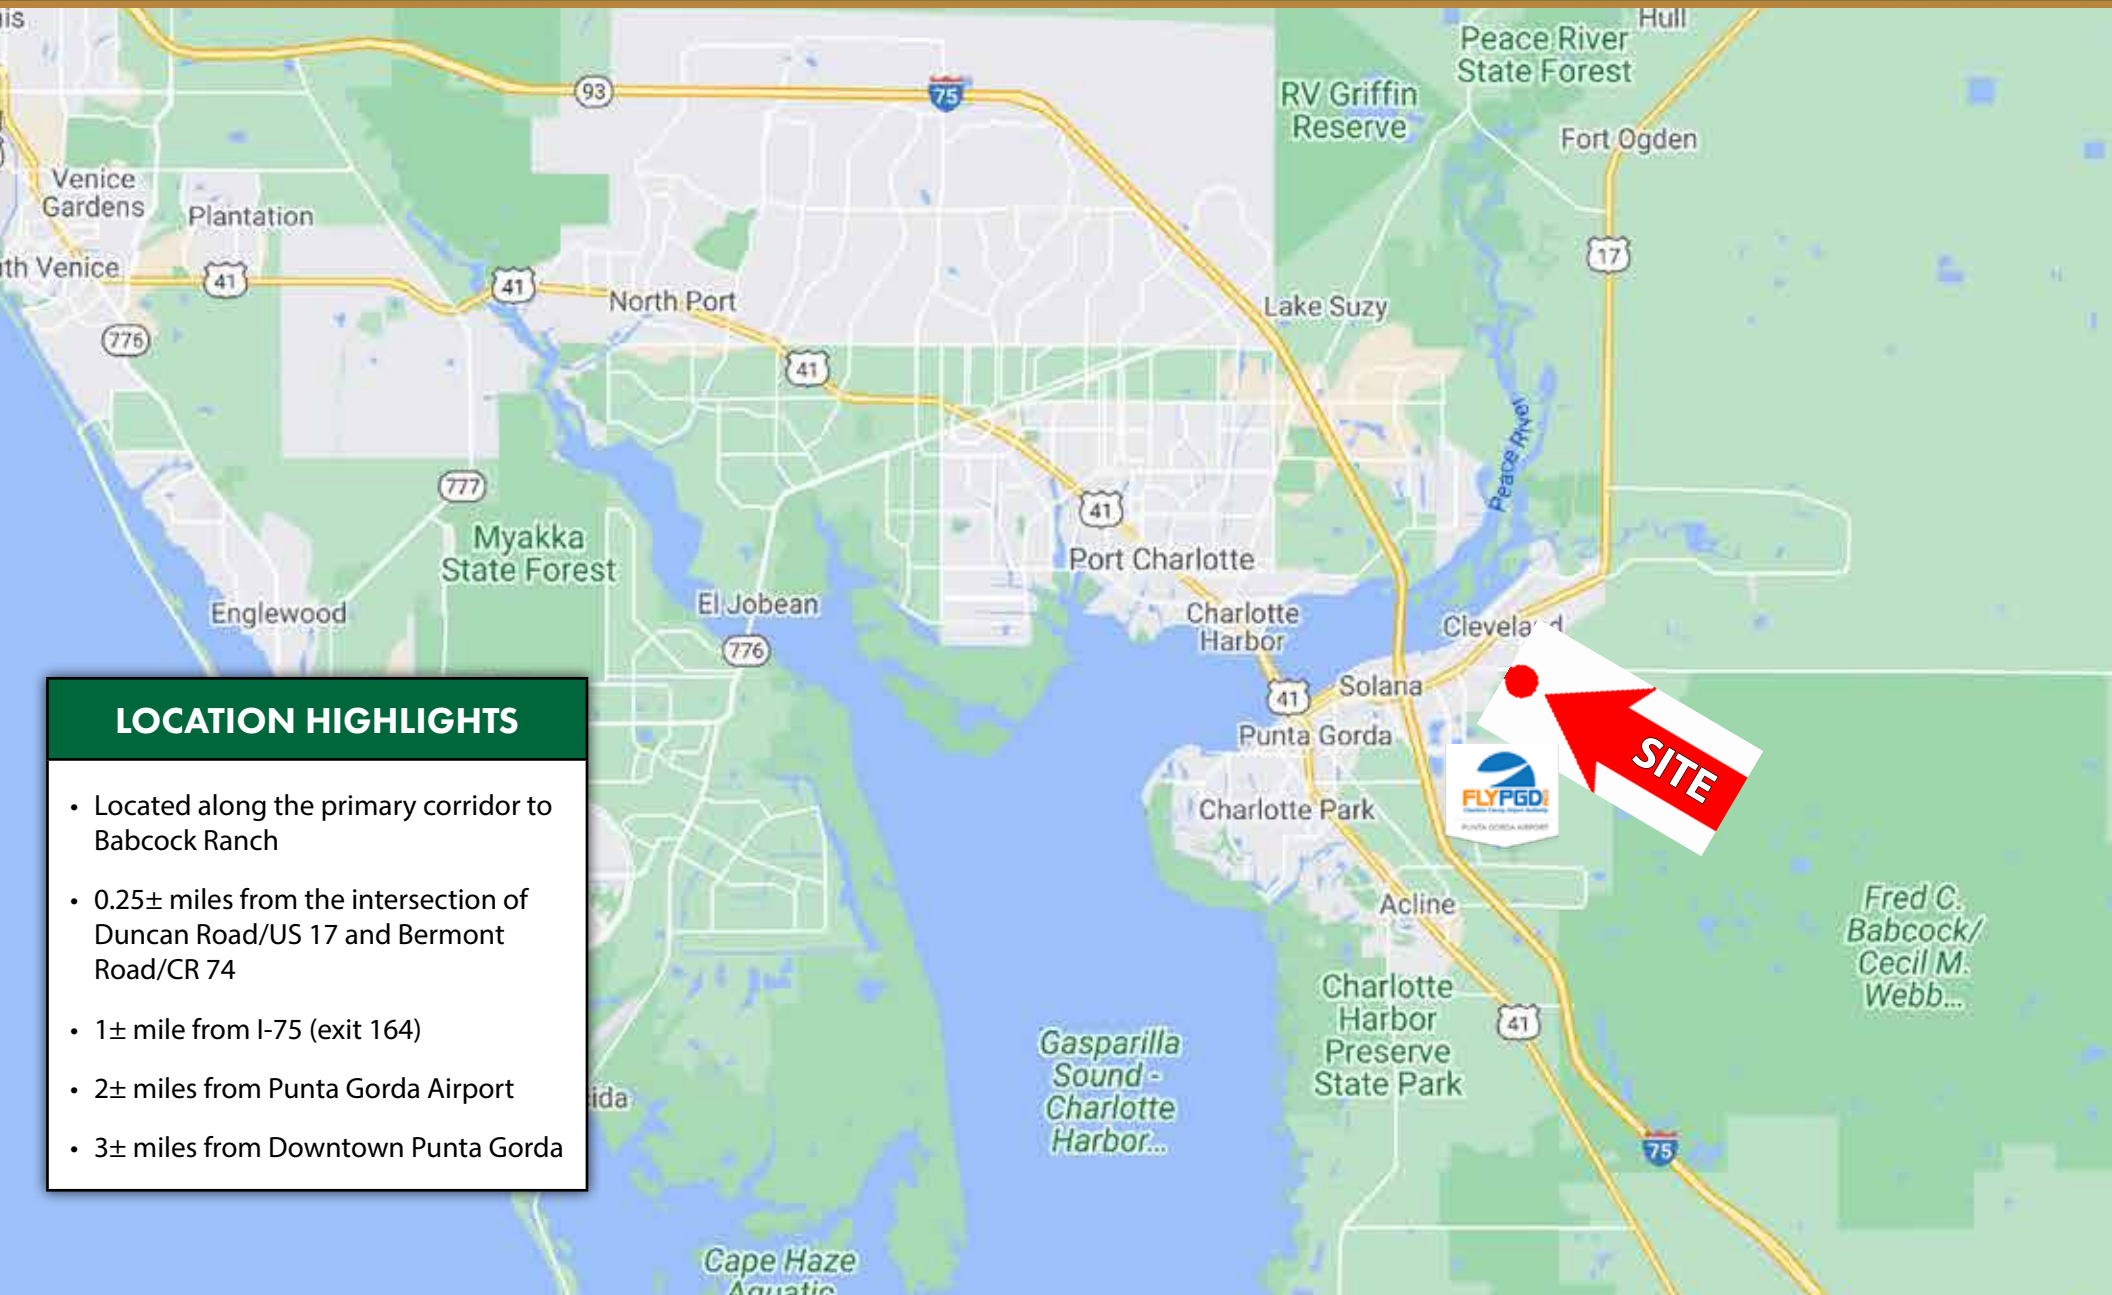 Hull
Peace River
State Forest
93
75
RV Griffin
Reserve
Fort Ogden
Venice
Gardens
Plantation
17
th Venice
41
41
North Port
Lake Suzy
776
41
Peace River
777
41
Myakka
State Forest
Port Charlotte
El Jobean
Englewood
Charlotte
Harbor
Cleveland
776
Solana
41
Punta Gorda
SITE
FLYPGD
PUNTA GORDA AIRPORT
Charlotte Park
Acline
Fred C.
Babcock/
Cecil M.
Webb...
Charlotte
Harbor
Preserve
State Park
41
Gasparilla
Sound -
Charlotte
Harbor...
75
ida
Cape Haze
Aquatic
LOCATION HIGHLIGHTS
• Located along the primary corridor to
Babcock Ranch
• 0.25± miles from the intersection of
Duncan Road/US 17 and Bermont
Road/CR 74
• 1± mile from I-75 (exit 164)
• 2± miles from Punta Gorda Airport
• 3± miles from Downtown Punta Gorda